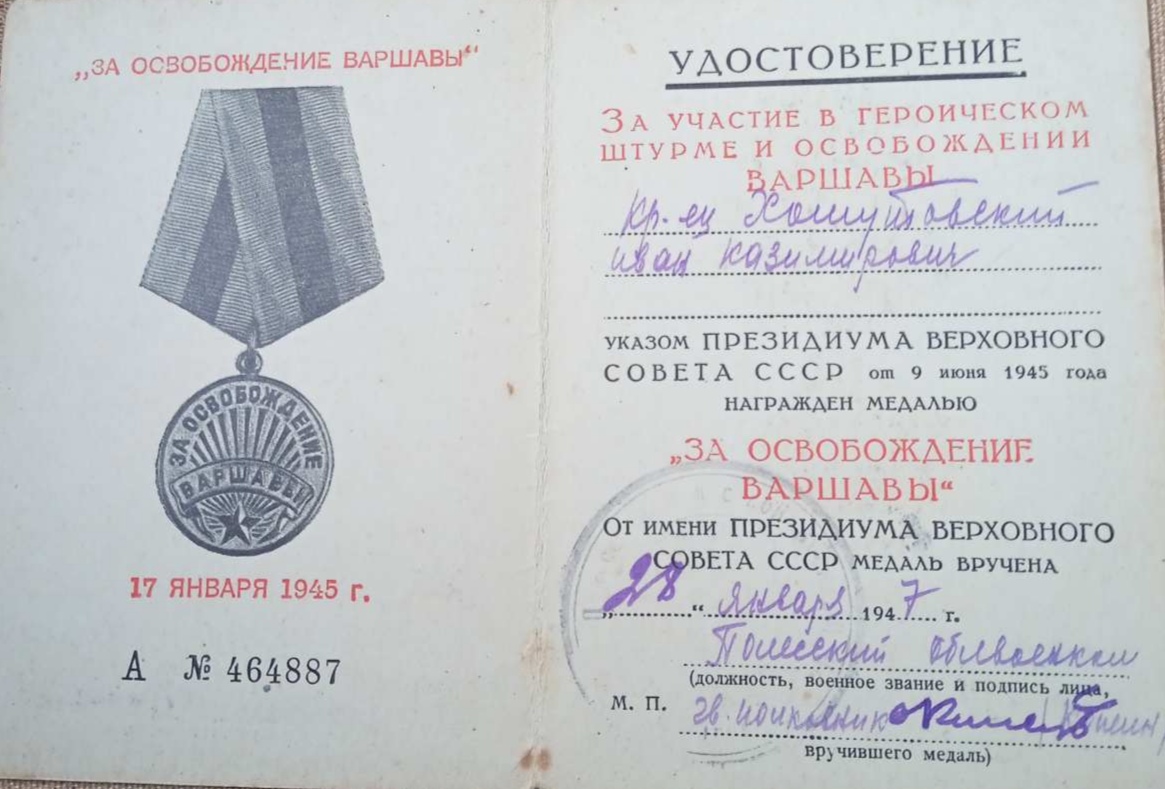 „ЗА ОСВОБОЖДЕНИЕ ВАРШАВЫ“
ЗА ОСВОБОЖДЕНИЕ
ВАРШАВЫ
17 ЯНВАРЯ 1945 г.
А № 464887
УДОСТОВЕРЕНИЕ
ЗА УЧАСТИЕ В ГЕРОИЧЕСКОМ
ШТУРМЕ И ОСВОБОЖДЕНИИ
ВАРШАВЫ
Кр-ец Хомутовский
Иван Казимирович
УКАЗОМ ПРЕЗИДИУМА ВЕРХОВНОГО
СОВЕТА СССР от 9 июня 1945 года
НАГРАЖДЕН МЕДАЛЬЮ
„ЗА ОСВОБОЖДЕНИЕ
ВАРШАВЫ“
ОТ ИМЕНИ ПРЕЗИДИУМА ВЕРХОВНОГО
СОВЕТА СССР МЕДАЛЬ ВРУЧЕНА
„28“ января 1947 г.
Полесский облвоенком
(должность, военное звание и подпись лица,
М. П. гв. полковник
вручившего медаль)